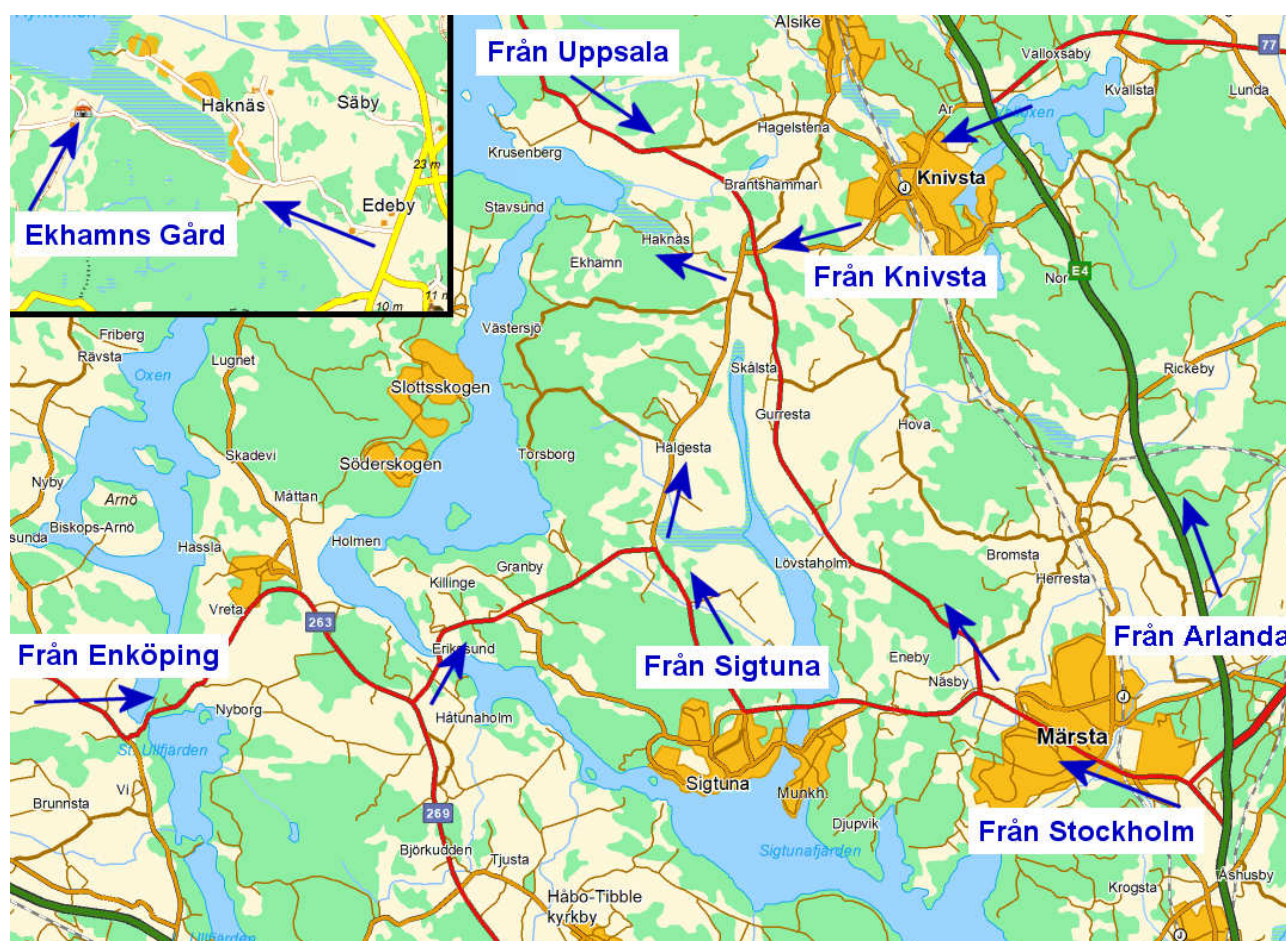 Alsike
77
Från Uppsala
Valloxsäby
Kvallsta
Lunda
Haknäs
Säby
Ar
Hagelstena
Krusenberg
23 m
Knivsta
J
Brantshammar
Edeby
Stavsund
Ekhamns Gård
Haknäs
Ekhamn
Från Knivsta
E4
Nor
10 m
11 m
Friberg
Västersjö
Rävsta
Lugnet
Oxen
Skålsta
Rickeby
Slottsskogen
Gurresta
Hova
Skadevi
Torsborg
Hälgesta
Söderskogen
Nyby
Arnö
Måttan
Biskops-Arnö
sunda
Holmen
Hassla
Bromsta
Granby
Lövstaholm
Killinge
Herresta
Vreta
263
Från Arlanda
Från Enköping
Erikssund
Från Sigtuna
Eneby
Näsby
J
Nyborg
Håtunaholm
St. Ullfjärden
Märsta
Sigtuna
Vi
Munkh.
Brunnsta
269
Djupvik
Från Stockholm
Björkudden
Tjusta
Sigtunafjärden
Åshusby
Krogsta
Håbo-Tibble
kyrkby
J
Ullfjärden